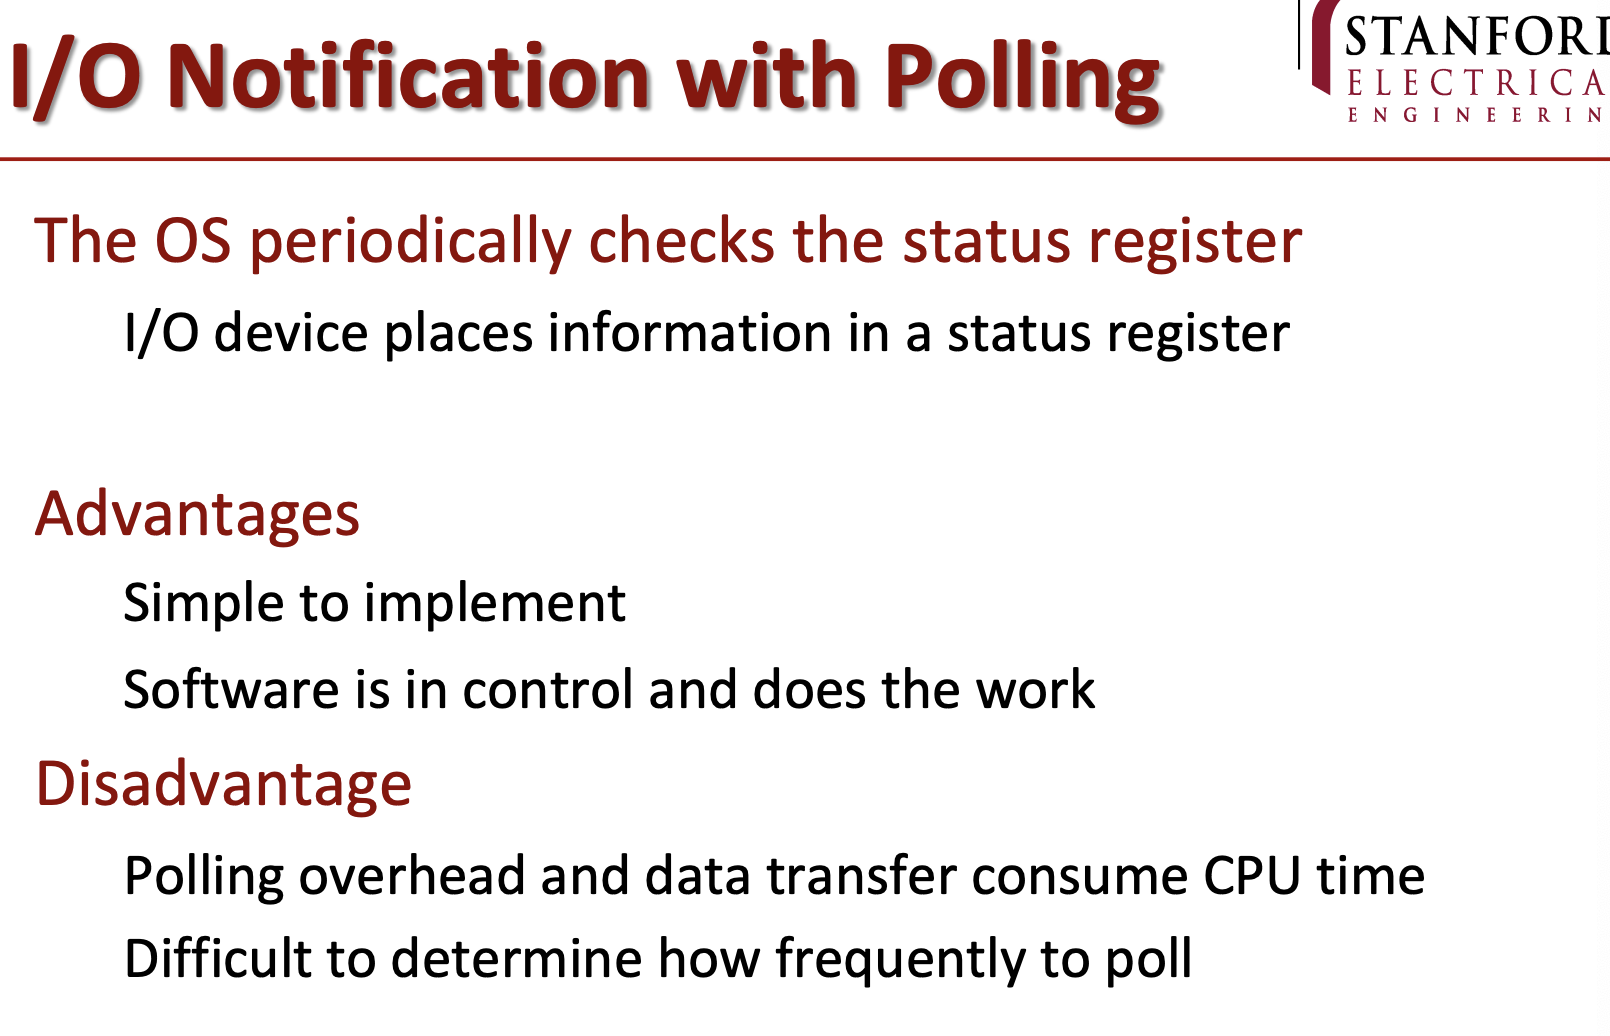 I/O Notification with Polling
STANFORD
ELECTRICA
ENGINEERIN
The OS periodically checks the status register
I/O device places information in a status register
Advantages
Simple to implement
Software is in control and does the work
Disadvantage
Polling overhead and data transfer consume CPU time
Difficult to determine how frequently to poll